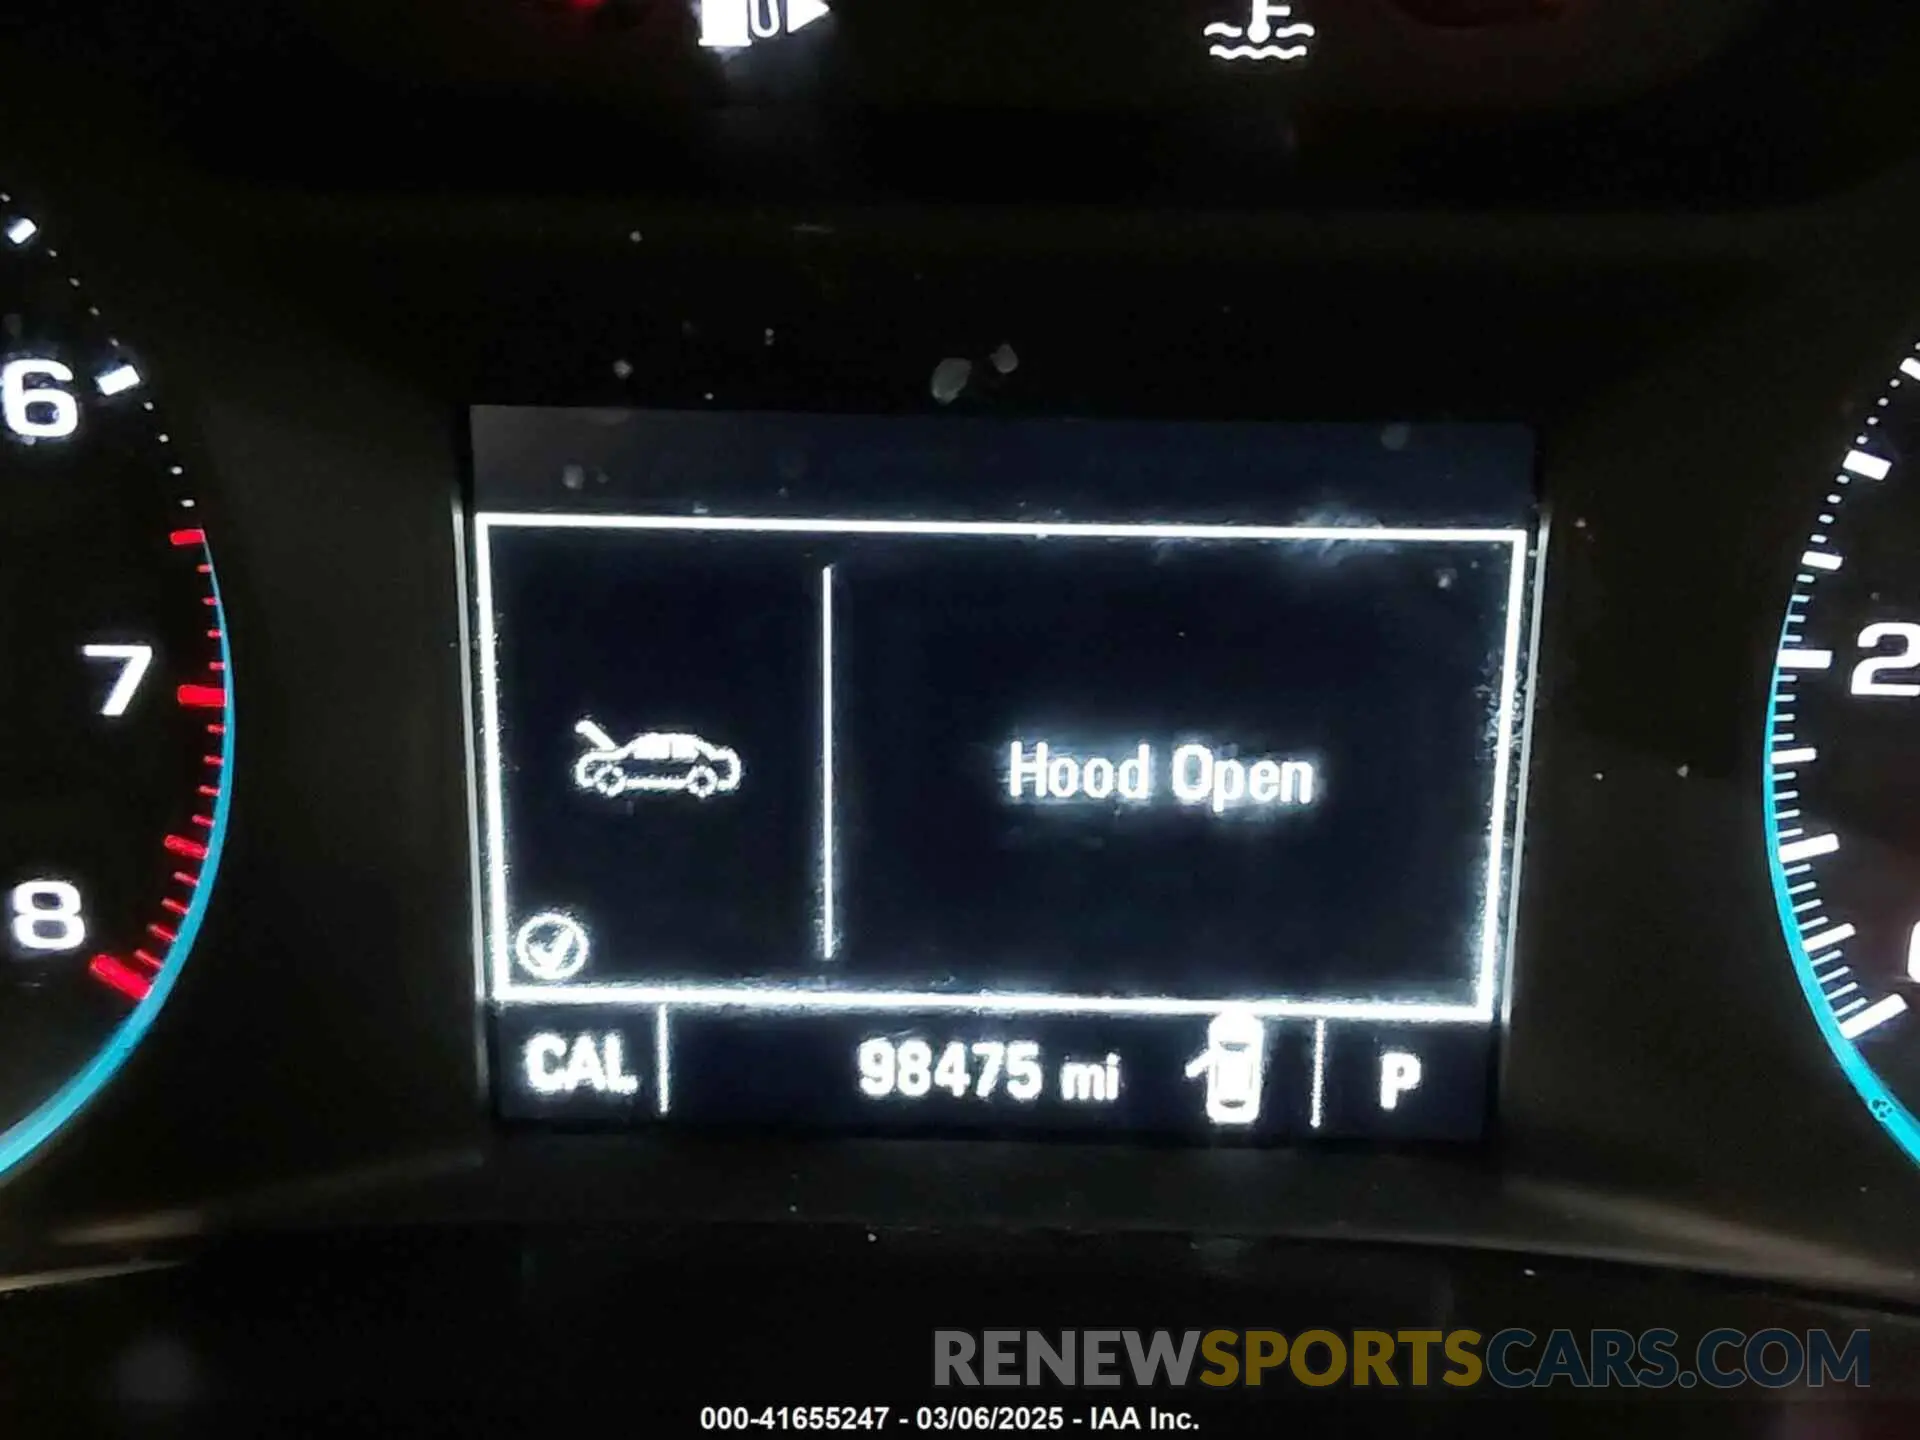 6
7
8
2
Hood Open
CAL 98475 mi P
RENEWSPORTSCARS.COM
000-41655247 - 03/06/2025 - IAA Inc.